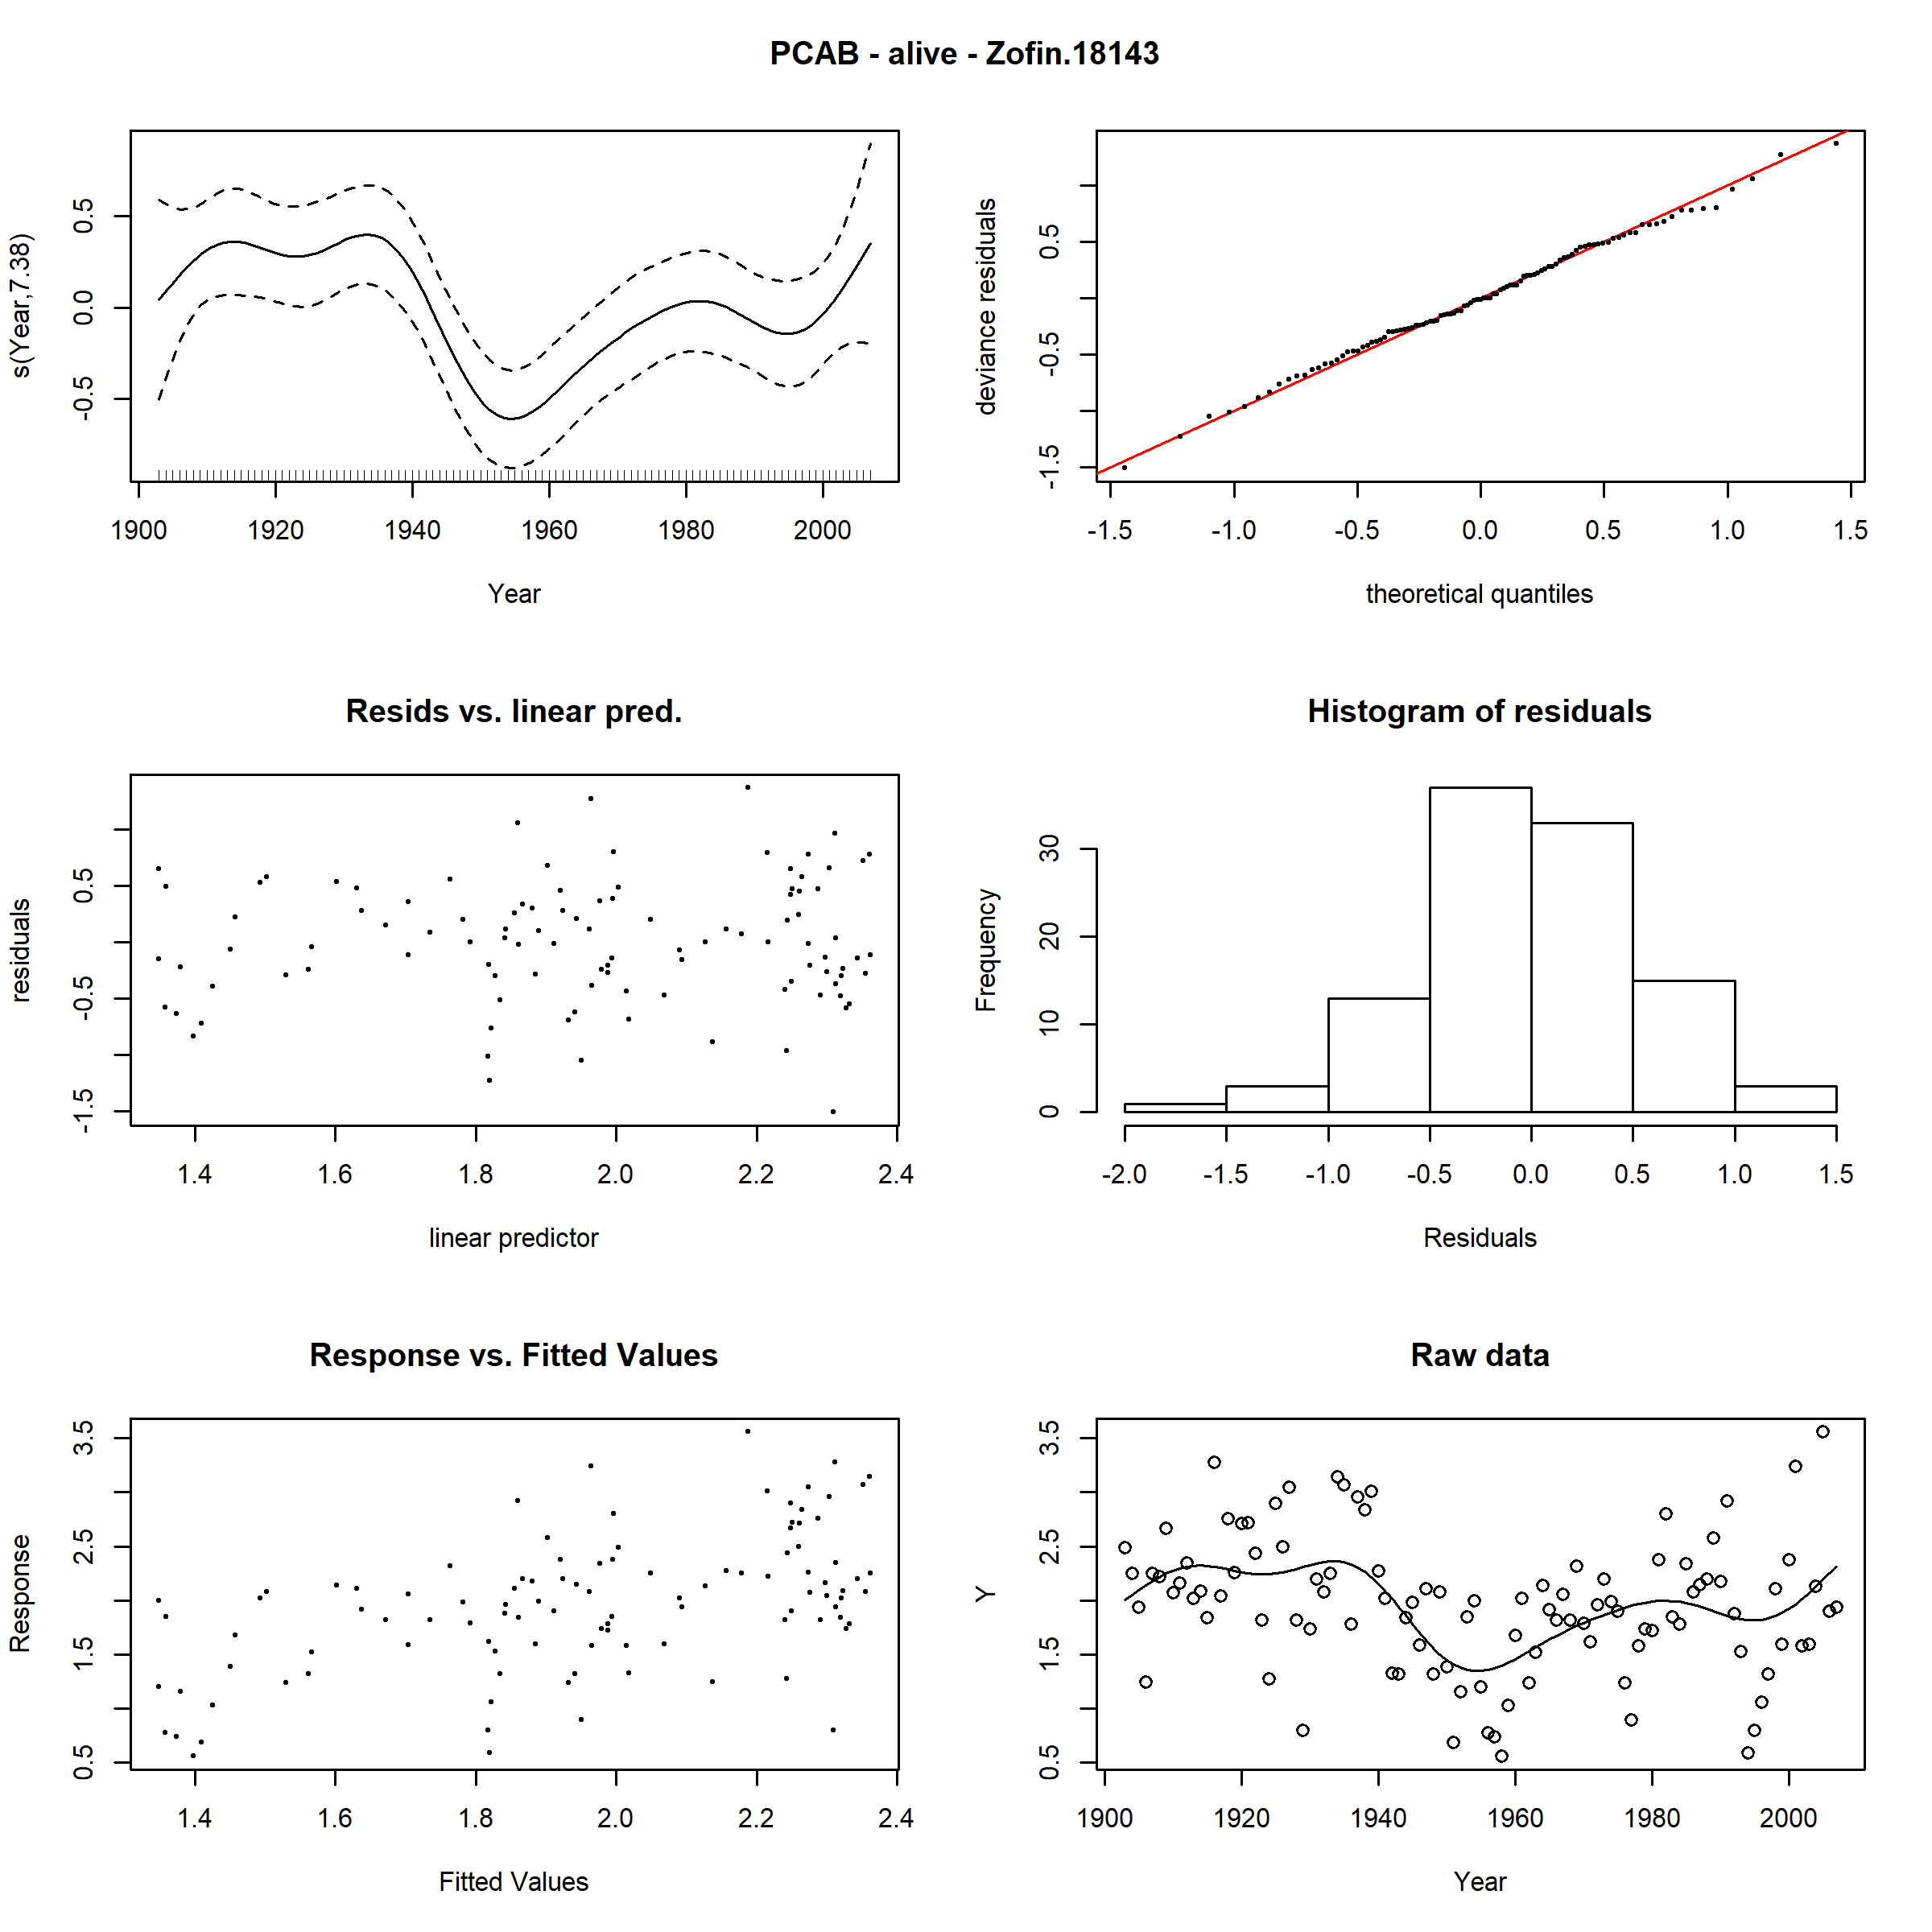 PCAB - alive - Zofin.18143
s(Year,7.38)
-0.5 0.0 0.5
1900 1920 1940 1960 1980 2000
Year
deviance residuals
-1.5 -0.5 0.5
-1.5 -1.0 -0.5 0.0 0.5 1.0 1.5
theoretical quantiles
Resids vs. linear pred.
residuals
-1.5 -0.5 0.5
1.4 1.6 1.8 2.0 2.2 2.4
linear predictor
Histogram of residuals
Frequency
0 10 20 30
-2.0 -1.5 -1.0 -0.5 0.0 0.5 1.0 1.5
Residuals
Response vs. Fitted Values
Response
0.5 1.5 2.5 3.5
1.4 1.6 1.8 2.0 2.2 2.4
Fitted Values
Raw data
Y
0.5 1.5 2.5 3.5
1900 1920 1940 1960 1980 2000
Year